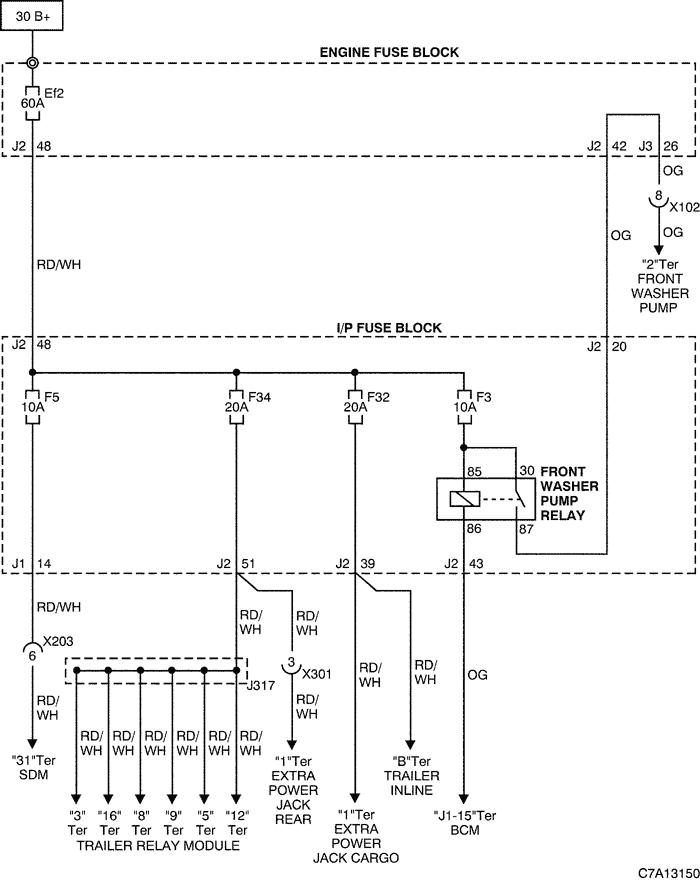 30 B+
ENGINE FUSE BLOCK
Ef2
60A
J2 48
J2 42 J3 26
OG
8
X102
OG
OG
RD/WH
"2"Ter
FRONT
WASHER
PUMP
I/P FUSE BLOCK
J2 48
J2 20
F5
10A
F34
20A
F32
20A
F3
10A
85 30
FRONT
WASHER
PUMP
RELAY
86 87
J1 14
J2 51
J2 39
J2 43
RD/WH
RD/
WH
RD/
WH
X203
6
3
X301
RD/
WH
J317
OG
RD/
WH
RD/
WH
RD/
WH
RD/
WH
RD/
WH
RD/
WH
RD/
WH
RD/
WH
RD/
WH
RD/
WH
"31"Ter
SDM
"1"Ter
EXTRA
POWER
JACK
REAR
"B"Ter
TRAILER
INLINE
"3"
Ter
"16"
Ter
"8"
Ter
"9"
Ter
"5"
Ter
"12"
Ter
TRAILER RELAY MODULE
"1"Ter
EXTRA
POWER
JACK CARGO
"J1-15"Ter
BCM
C7A13150